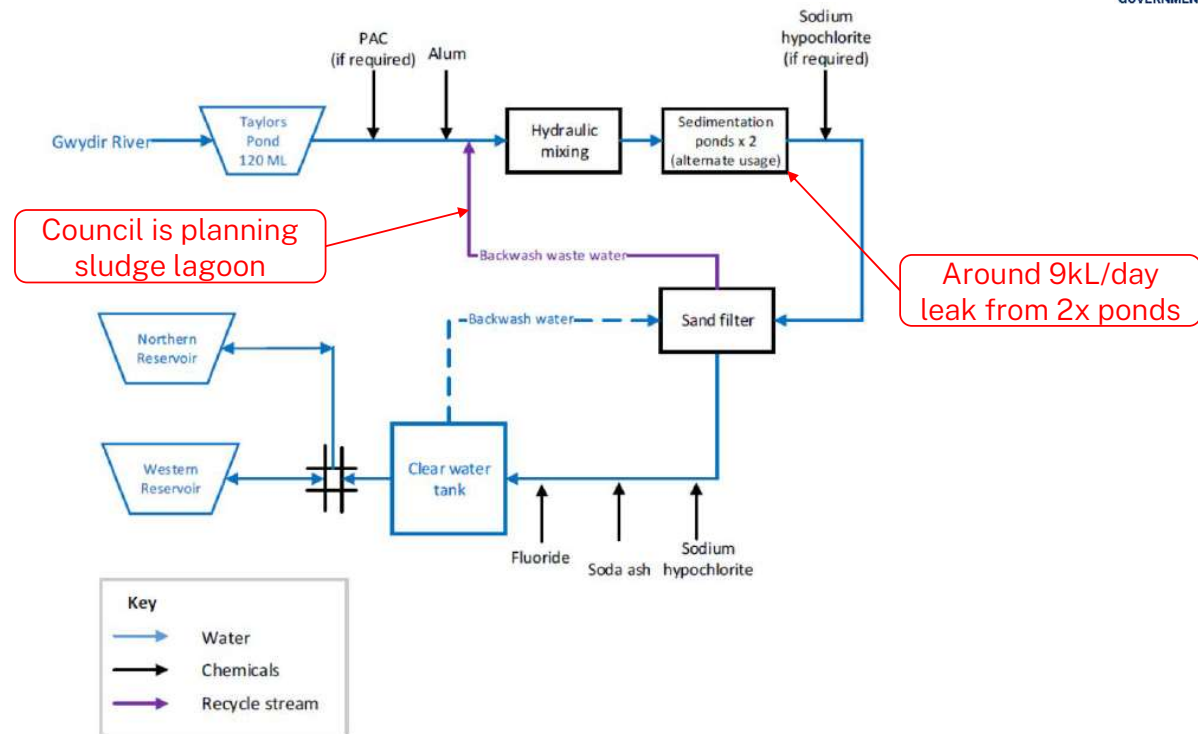 GOVERNMENT
PAC
(if required)
Alum
Sodium
hypochlorite
(if required)
Gwydir River
Taylors
Pond
120 ML
Hydraulic
mixing
Sedimentation
ponds x 2
(alternate usage)
Council is planning
sludge lagoon
Backwash waste water
Around 9kL/day
leak from 2x ponds
Backwash water
Sand filter
Northern
Reservoir
Western
Reservoir
Clear water
tank
Fluoride
Soda ash
Sodium
hypochlorite
Key
Water
Chemicals
Recycle stream